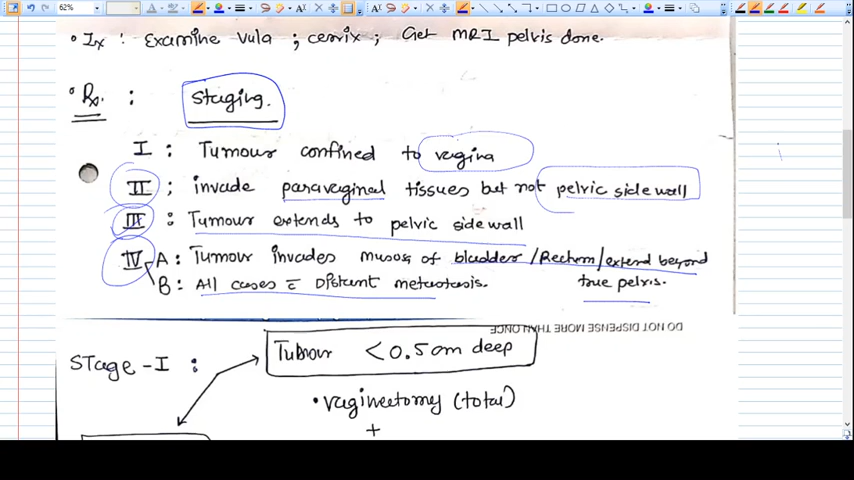 62%
• Ix : Examine Vula ; cervix ; Get MRI pelvis done.
• Rx : Staging.
I : Tumour confined to vagina
II ; invade paravaginal tissues but not pelvic side wall
III : Tumour extends to pelvic side wall
IV A : Tumour invades mucosa of bladder/Rectum/extend beyond true pelvis.
B : All cases c̄ Distant metastasis.
DO NOT DISPENSE MORE THAN ONCE
STage - I : Tumour < 0.5cm deep
• vaginectomy (total)
+